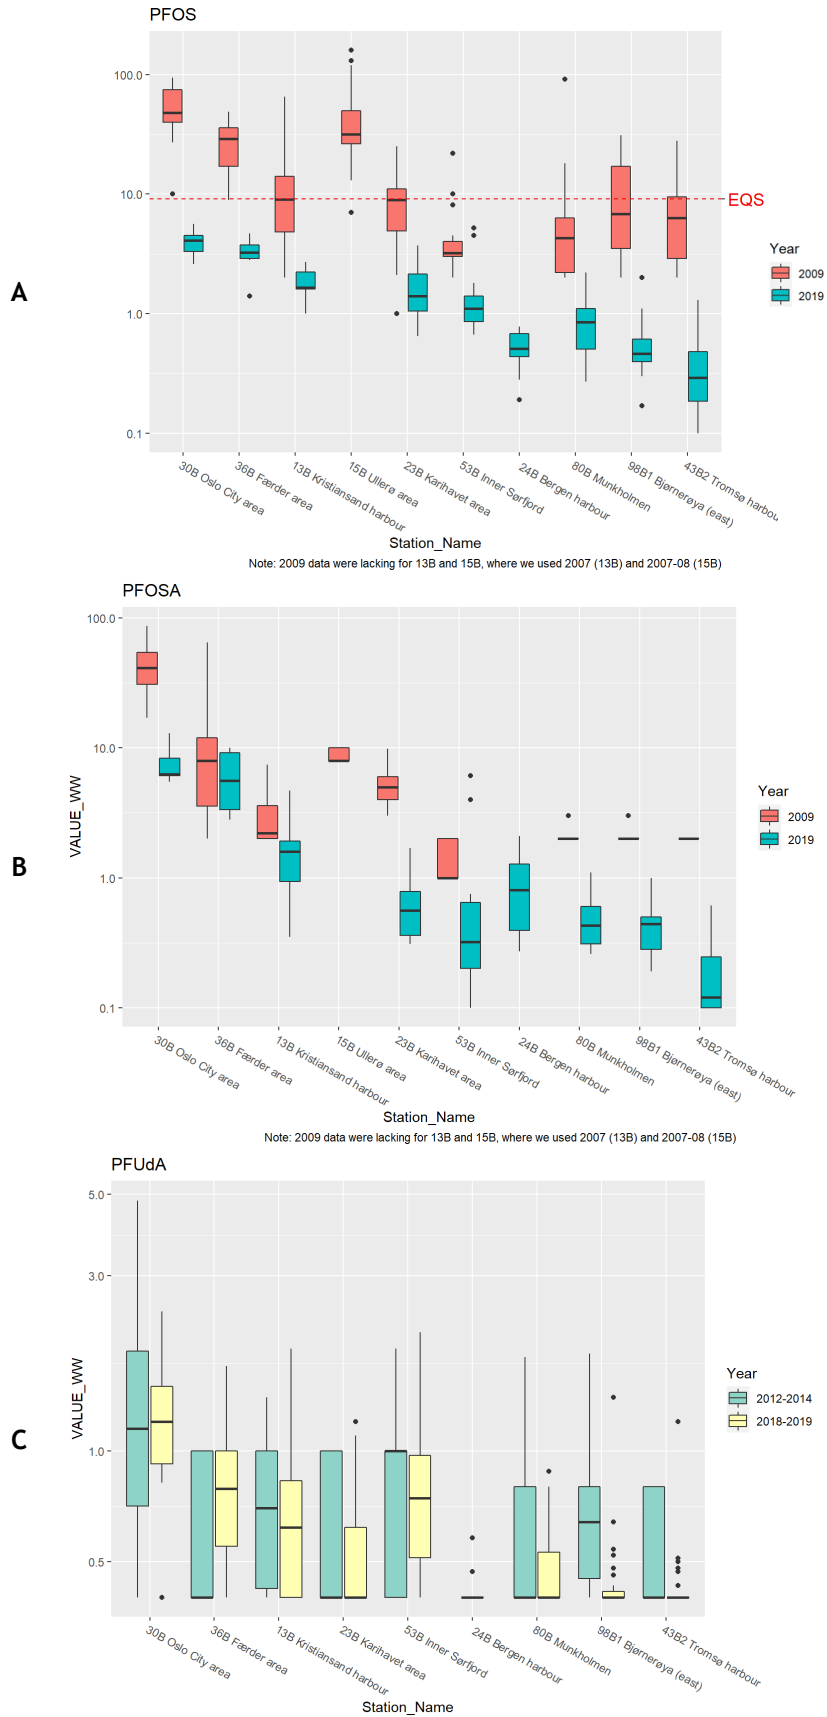 PFOS
100.0
10.0
1.0
0.1
EQS
A
Year
2009
2019
30B Oslo City area
36B Færder area
13B Kristiansand harbour
15B Ullerø area
23B Karihavet area
53B Inner Sørfjord
24B Bergen harbour
80B Munkholmen
98B1 Bjørnerøya (east)
43B2 Tromsø harbou
Station_Name
Note: 2009 data were lacking for 13B and 15B, where we used 2007 (13B) and 2007-08 (15B)
PFOSA
100.0
10.0
1.0
0.1
VALUE_WW
B
Year
2009
2019
30B Oslo City area
36B Færder area
13B Kristiansand harbour
15B Ullerø area
23B Karihavet area
53B Inner Sørfjord
24B Bergen harbour
80B Munkholmen
98B1 Bjørnerøya (east)
43B2 Tromsø harbour
Station_Name
Note: 2009 data were lacking for 13B and 15B, where we used 2007 (13B) and 2007-08 (15B)
PFUdA
5.0
3.0
1.0
0.5
VALUE_WW
C
Year
2012-2014
2018-2019
30B Oslo City area
36B Færder area
13B Kristiansand harbour
23B Karihavet area
53B Inner Sørfjord
24B Bergen harbour
80B Munkholmen
98B1 Bjørnerøya (east)
43B2 Tromsø harbour
Station_Name